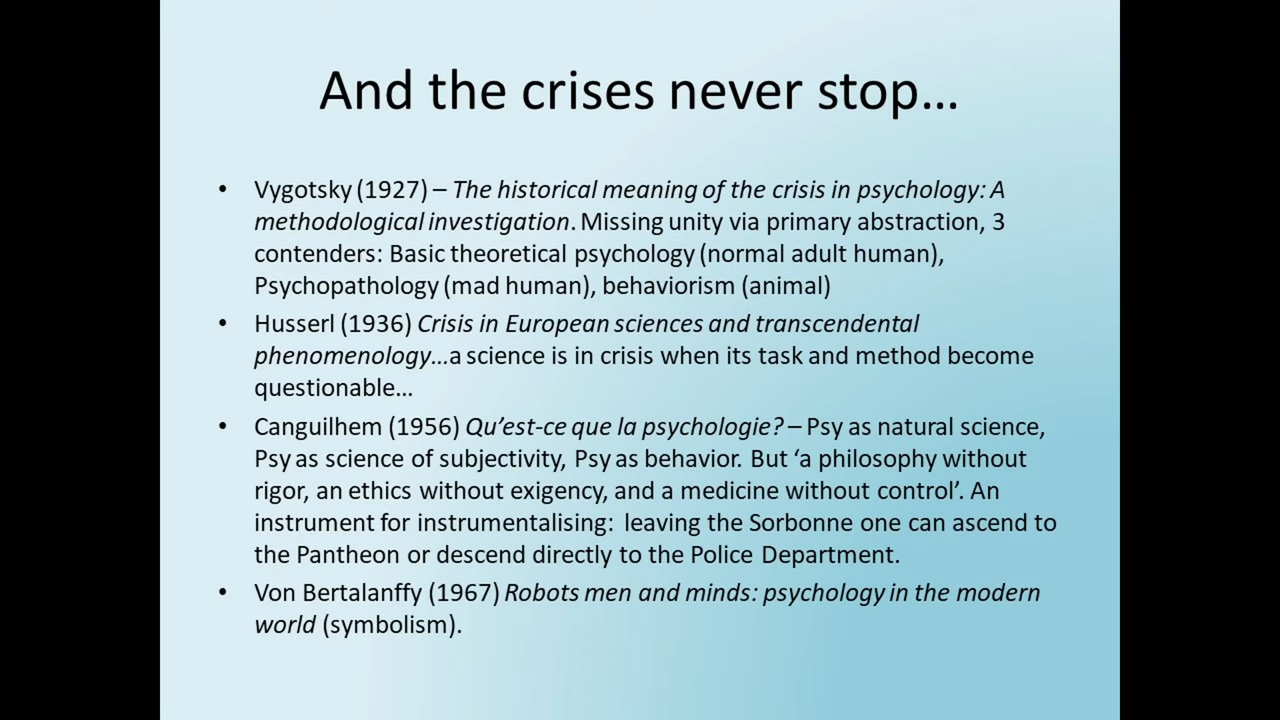 And the crises never stop…
• Vygotsky (1927) – The historical meaning of the crisis in psychology: A
methodological investigation. Missing unity via primary abstraction, 3
contenders: Basic theoretical psychology (normal adult human),
Psychopathology (mad human), behaviorism (animal)
• Husserl (1936) Crisis in European sciences and transcendental
phenomenology…a science is in crisis when its task and method become
questionable…
• Canguilhem (1956) Qu’est-ce que la psychologie? – Psy as natural science,
Psy as science of subjectivity, Psy as behavior. But ‘a philosophy without
rigor, an ethics without exigency, and a medicine without control’. An
instrument for instrumentalising:  leaving the Sorbonne one can ascend to
the Pantheon or descend directly to the Police Department.
• Von Bertalanffy (1967) Robots men and minds: psychology in the modern
world (symbolism).